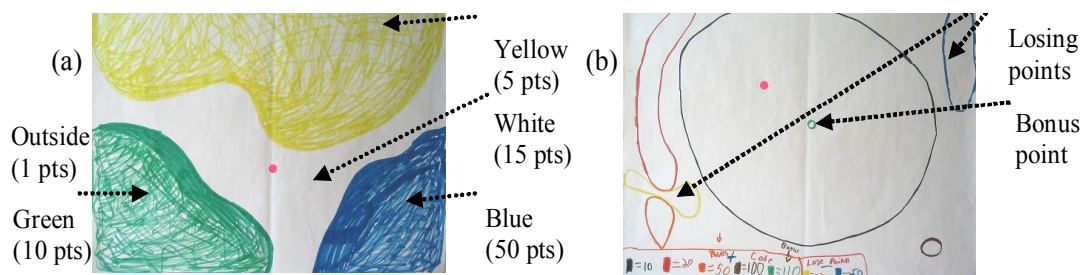 (a)
Yellow
(5 pts)
White
(15 pts)
Outside
(1 pts)
Green
(10 pts)
Blue
(50 pts)
(b)
Losing
points
Bonus
point
Bonus
Code
Lose Points
=10 =20 =50 =100 =110